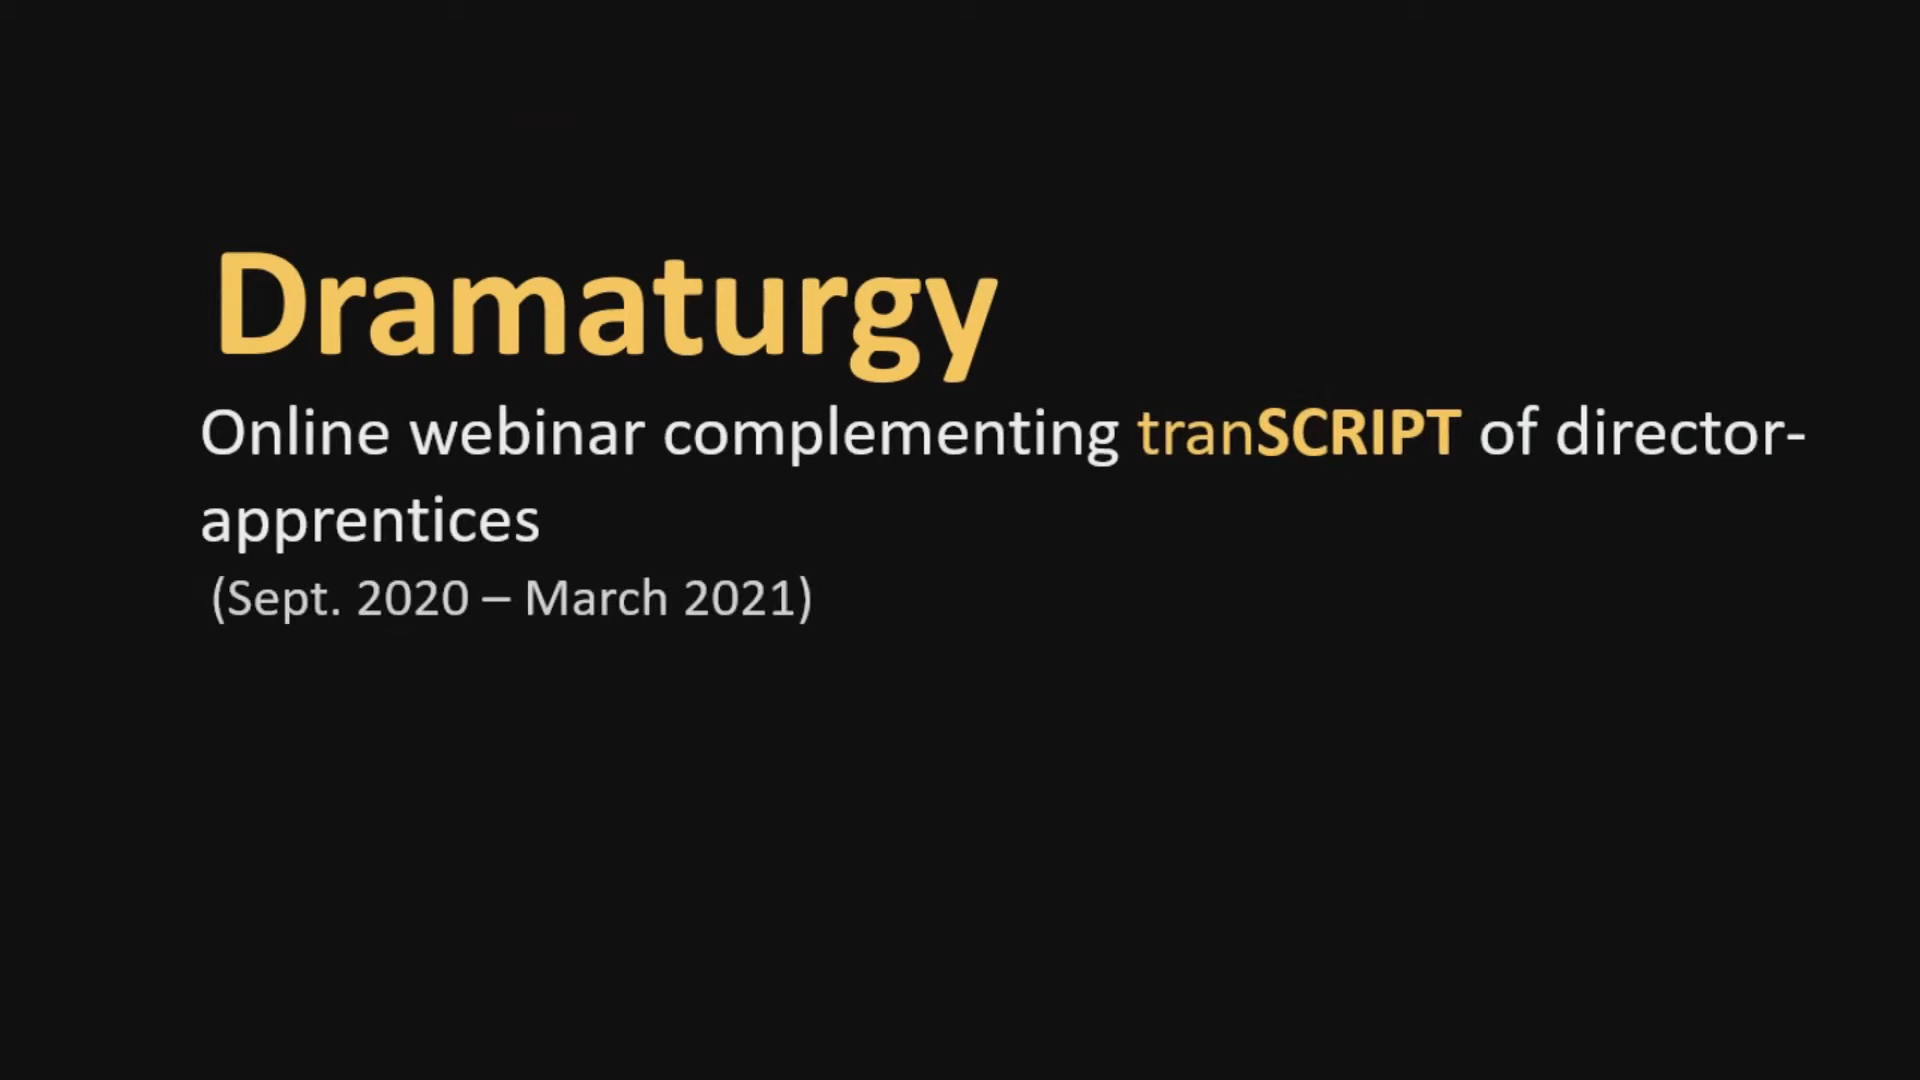 Dramaturgy
Online webinar complementing tranSCRIPT of director-
apprentices
(Sept. 2020 – March 2021)